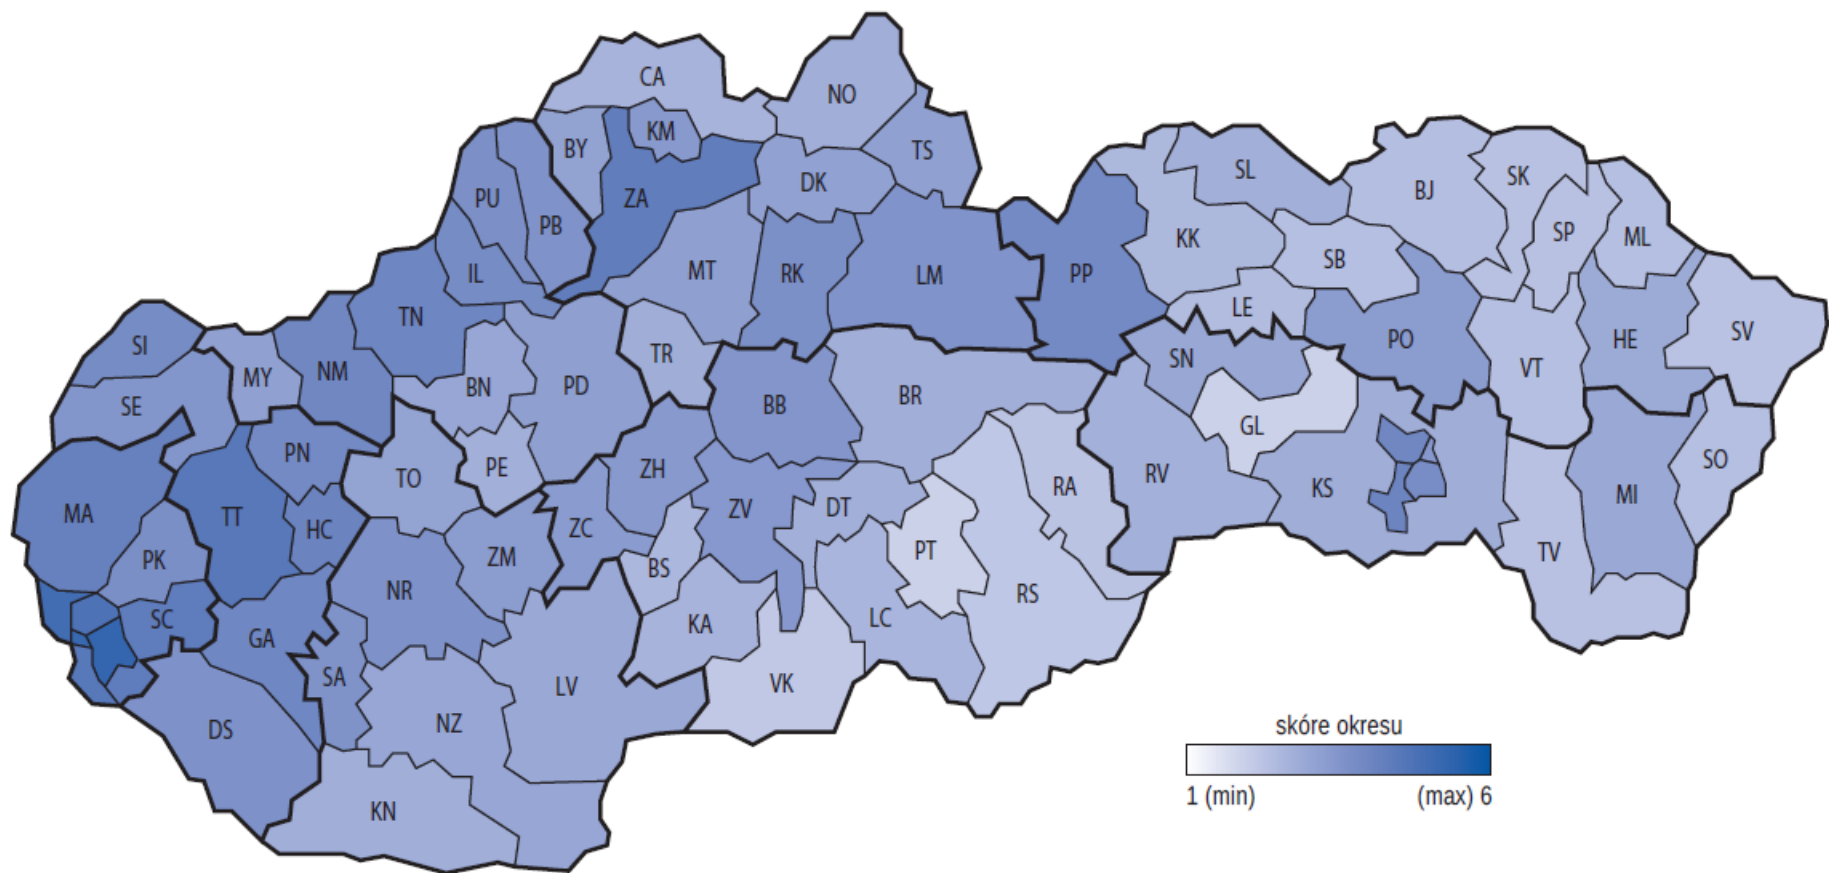 CA
NO
BY
KM
TS
ZA
DK
SL
PU
PB
BJ
SK
SP
ML
KK
SB
IL
MT
RK
LM
PP
LE
TN
SI
MY
NM
TR
SN
PO
VT
HE
SV
BN
PD
BB
BR
SE
GL
PN
TO
PE
ZH
RV
KS
RA
MI
SO
MA
TT
HC
ZC
ZV
DT
PT
TV
PK
ZM
BS
NR
RS
SC
GA
KA
LC
SA
LV
VK
DS
NZ
KN
skóre okresu
1 (min)
(max) 6